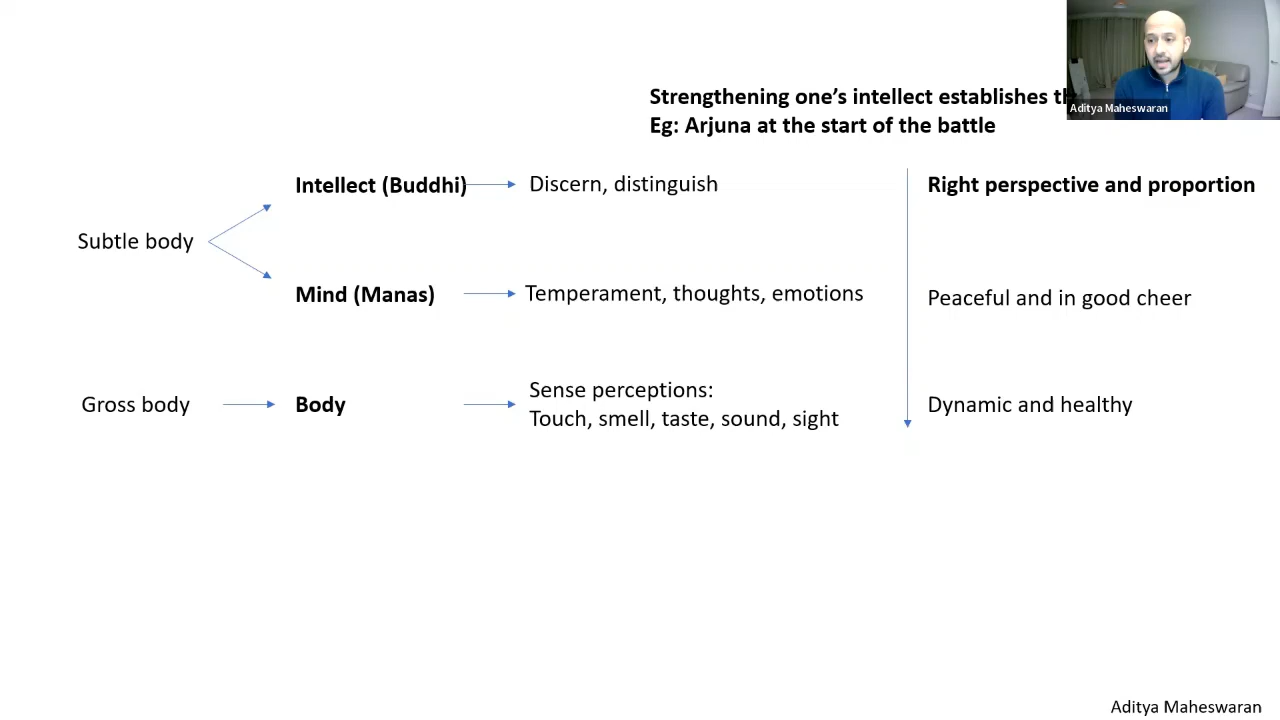 Strengthening one's intellect establishes
Eg: Arjuna at the start of the battle
Aditya Maheswaran
Intellect (Buddhi)
Discern, distinguish
Right perspective and proportion
Subtle body
Mind (Manas)
Temperament, thoughts, emotions
Peaceful and in good cheer
Gross body
Body
Sense perceptions:
Touch, smell, taste, sound, sight
Dynamic and healthy
Aditya Maheswaran